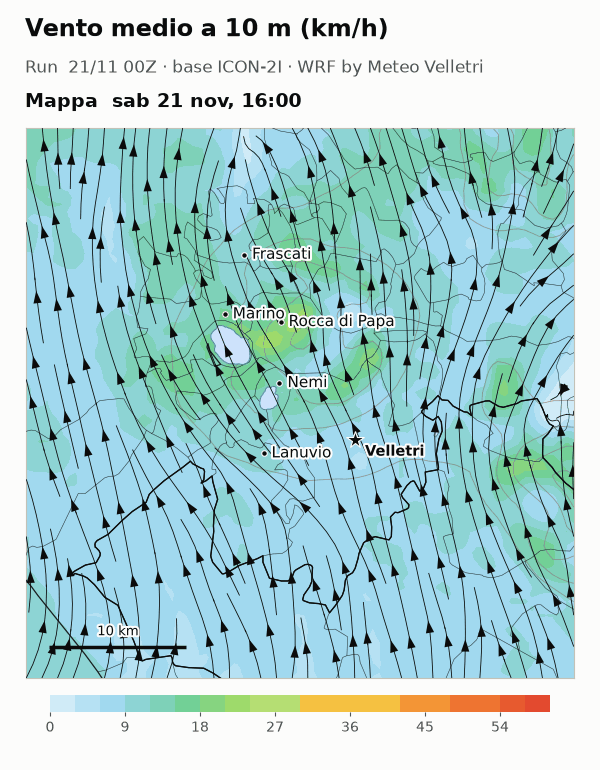 Vento medio a 10 m (km/h)
Run  21/11 00Z · base ICON-2I · WRF by Meteo Velletri
Mappa  sab 21 nov, 16:00
Frascati
Marino
Rocca di Papa
Nemi
Velletri
Lanuvio
10 km
0 9 18 27 36 45 54